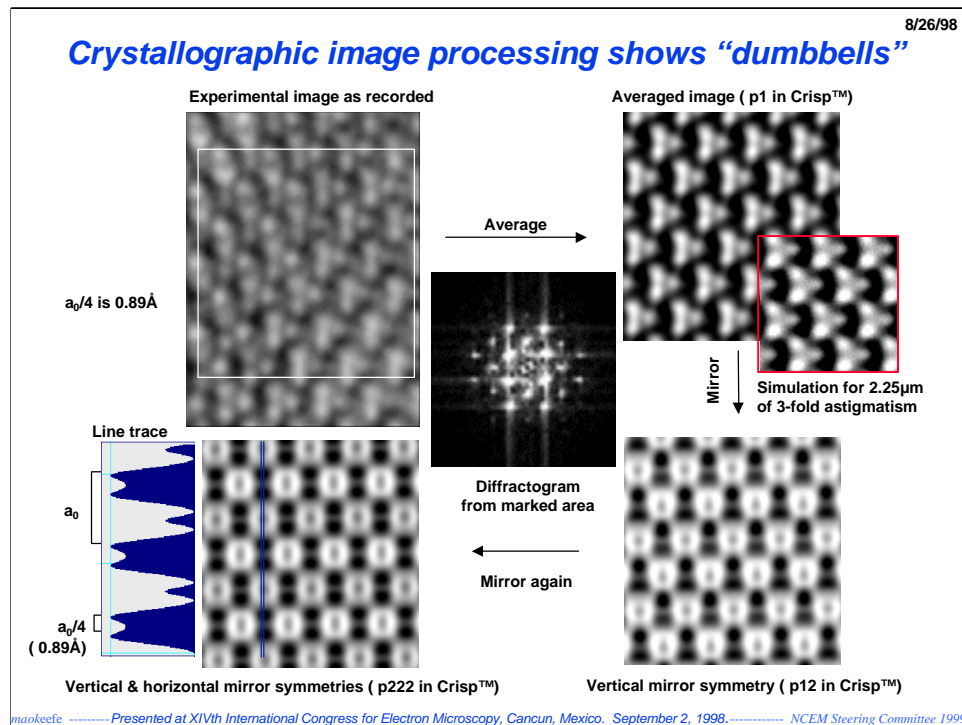 8/26/98
Crystallographic image processing shows “dumbbells”
Experimental image as recorded
Averaged image ( p1 in Crisp™)
Average
a₀/4 is 0.89Å
Mirror
Simulation for 2.25µm
of 3-fold astigmatism
Line trace
a₀
a₀/4
( 0.89Å)
Diffractogram
from marked area
Mirror again
Vertical & horizontal mirror symmetries ( p222 in Crisp™)
Vertical mirror symmetry ( p12 in Crisp™)
maokeefe --------- Presented at XIVth International Congress for Electron Microscopy, Cancun, Mexico. September 2, 1998.------------ NCEM Steering Committee 199